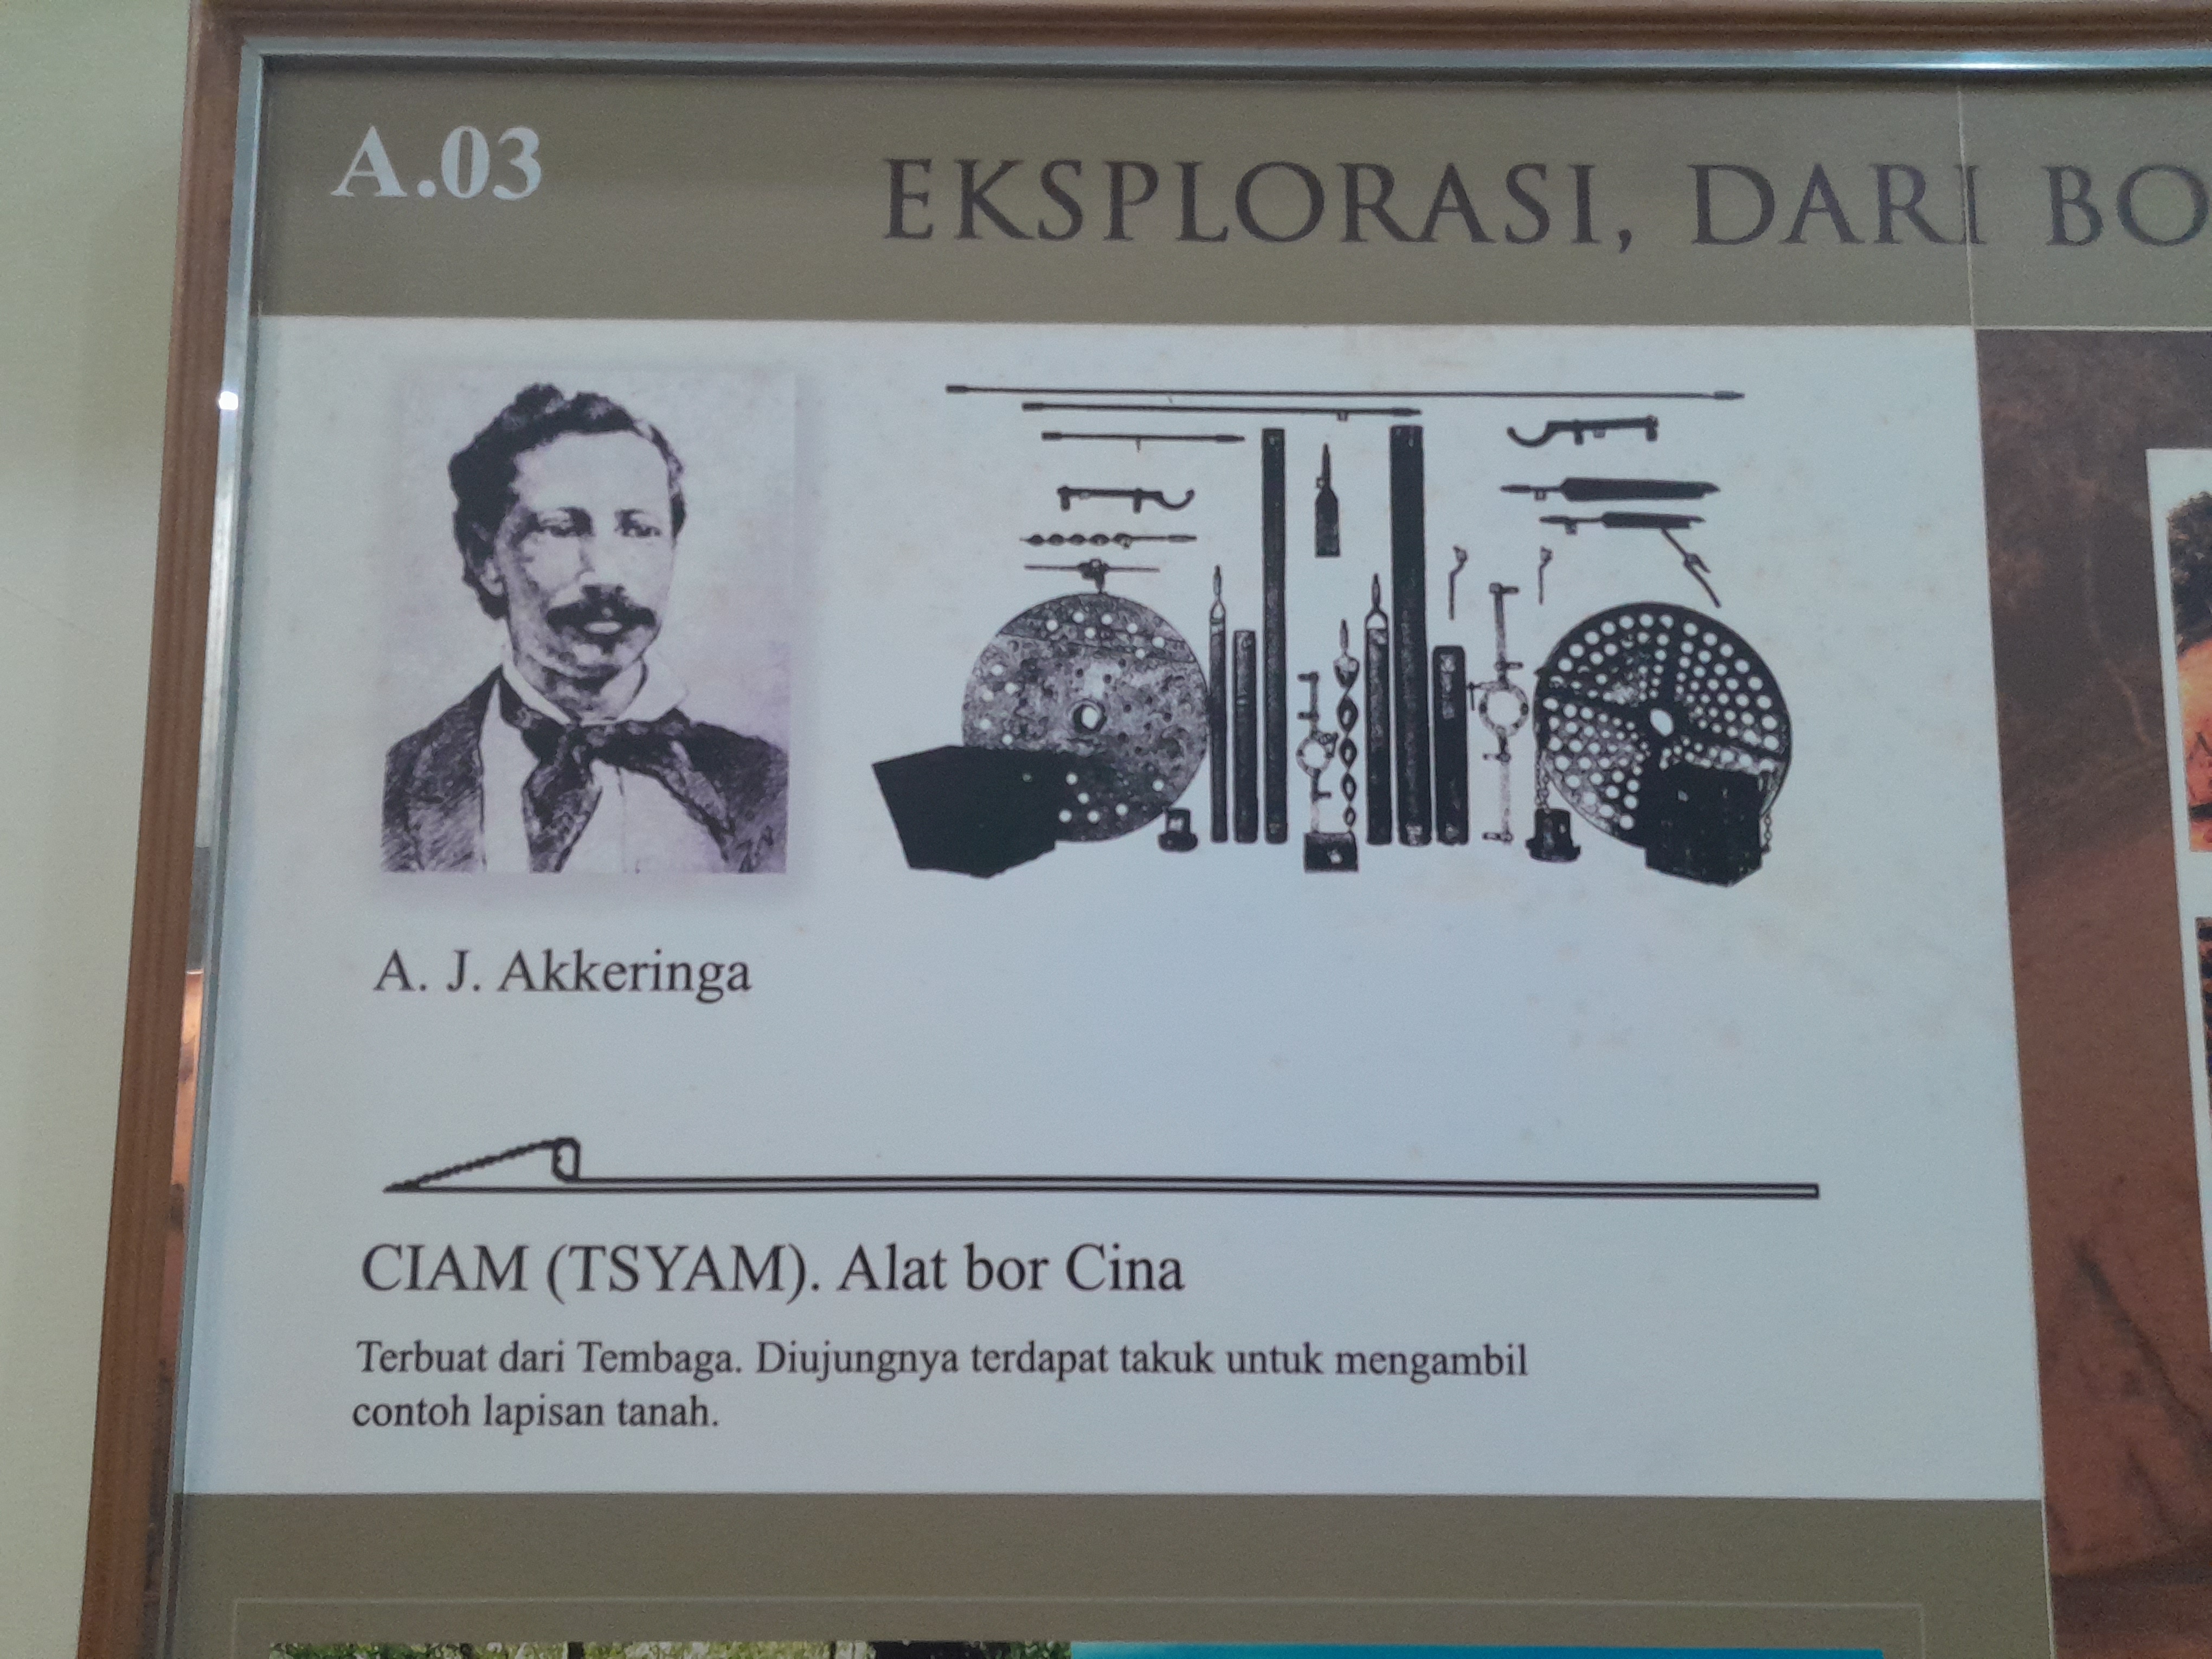 A.03
EKSPLORASI, DARI BO
A. J. Akkeringa
CIAM (TSYAM). Alat bor Cina
Terbuat dari Tembaga. Diujungnya terdapat takuk untuk mengambil
contoh lapisan tanah.